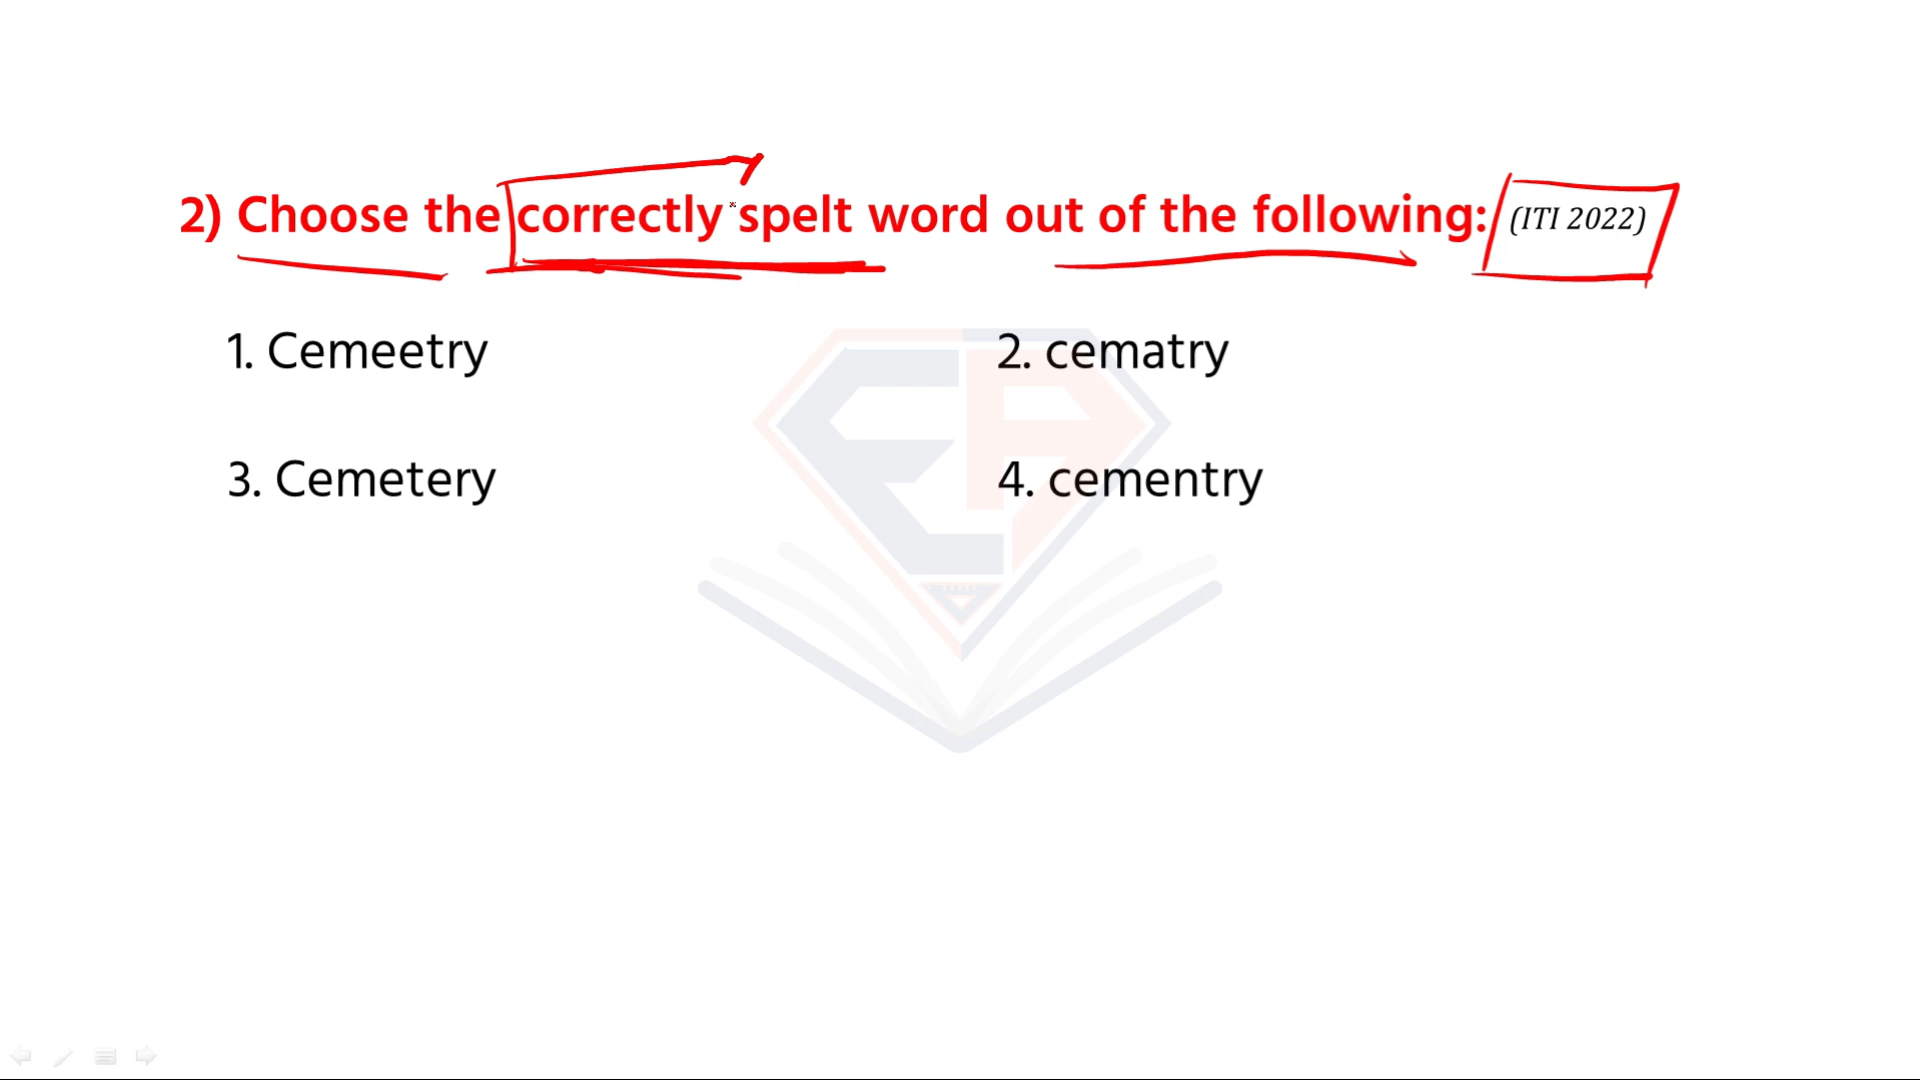 2) Choose the correctly spelt word out of the following: (ITI 2022)
1. Cemeetry 2. cematry
3. Cemetery 4. cementry